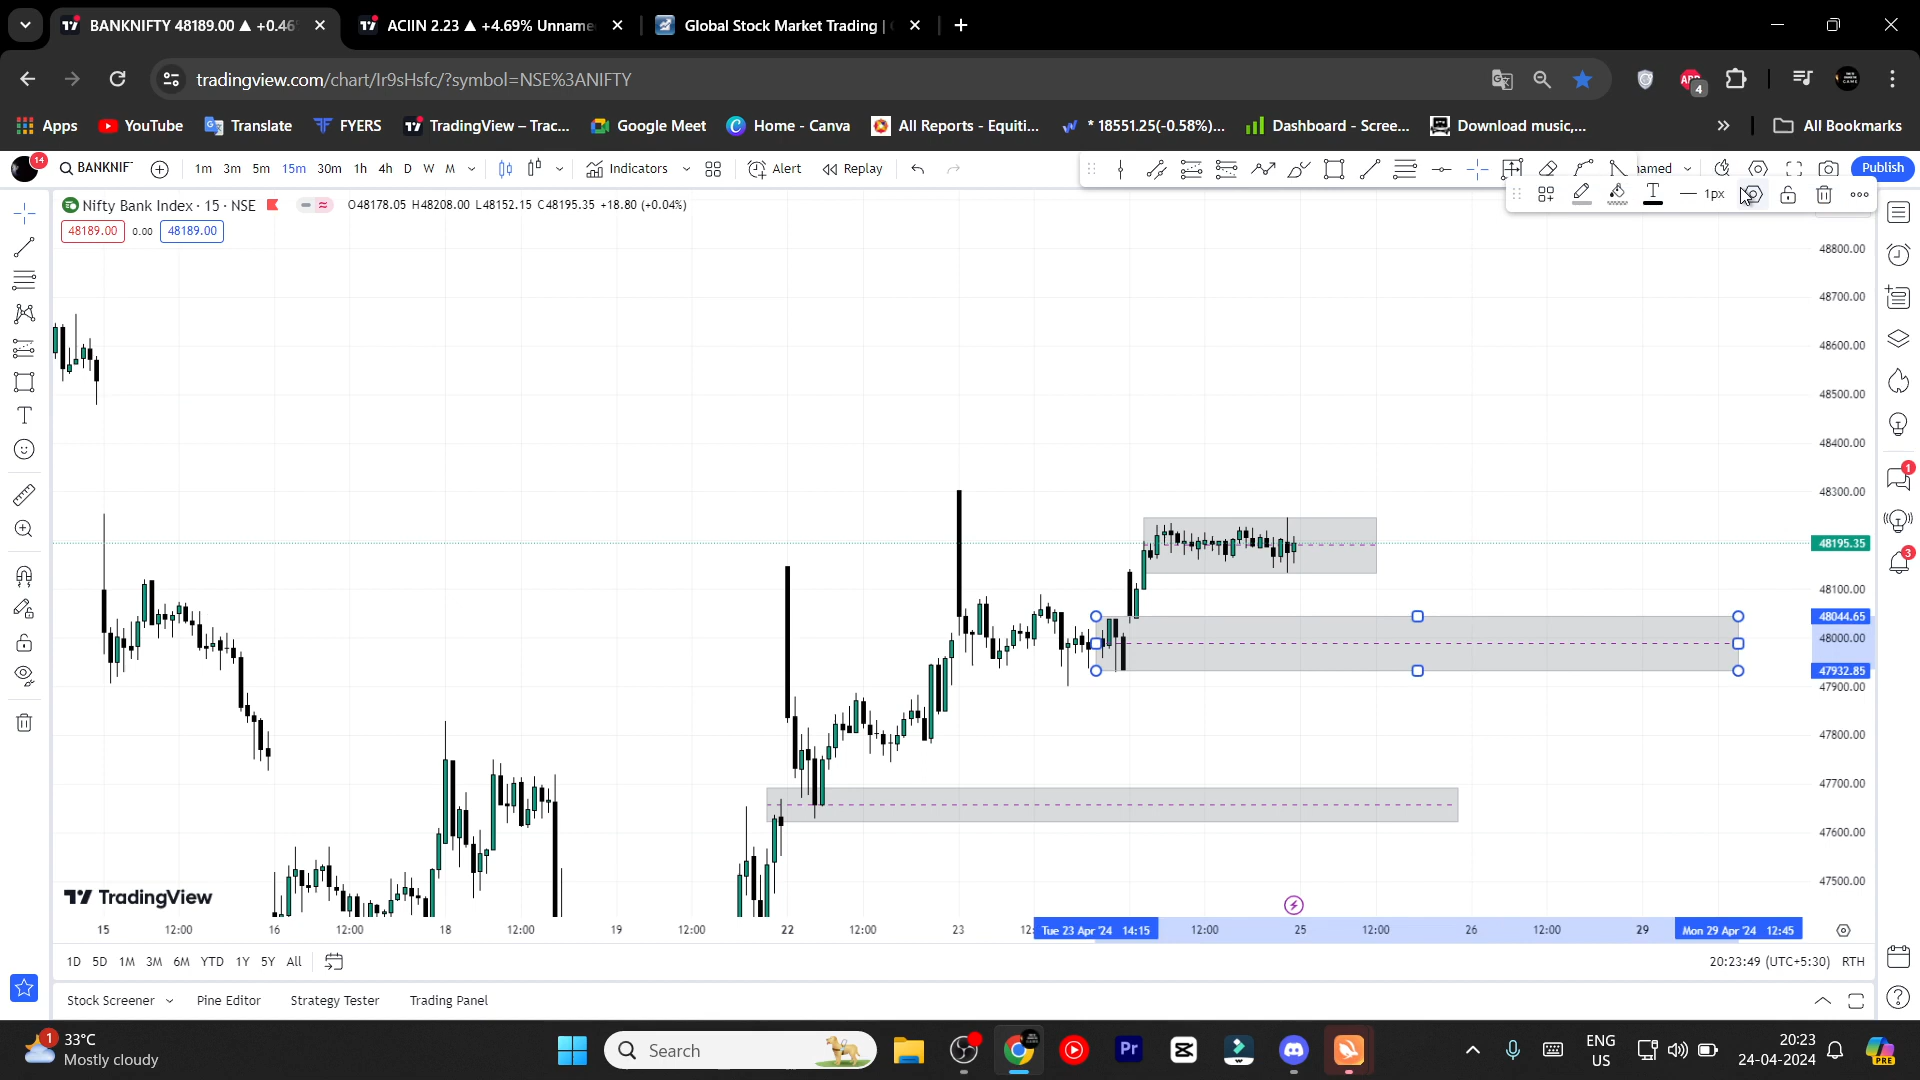 BANKNIFTY 48189.00 ▲ +0.46
ACIIN 2.23 ▲ +4.69% Unname
Global Stock Market Trading |
tradingview.com/chart/Ir9sHsfc/?symbol=NSE%3ANIFTY
4
Apps YouTube Translate FYERS TradingView – Trac... Google Meet Home - Canva All Reports - Equiti... * 18551.25(-0.58%)... Dashboard - Scree... Download music,... » All Bookmarks
14 BANKNIF 1m 3m 5m 15m 30m 1h 4h D W M Indicators Alert Replay named Publish
1px
Nifty Bank Index · 15 · NSE O48178.05 H48208.00 L48152.15 C48195.35 +18.80 (+0.04%)
48189.00 0.00 48189.00
48800.00
48700.00
48600.00
48500.00
48400.00
48300.00
48195.35
48100.00
48044.65
48000.00
47932.85
47900.00
47800.00
47700.00
47600.00
47500.00
1
3
TradingView
15 12:00 16 12:00 18 12:00 19 12:00 22 12:00 23 12: Tue 23 Apr '24 14:15 12:00 25 12:00 26 12:00 29 Mon 29 Apr '24 12:45
1D 5D 1M 3M 6M YTD 1Y 5Y All 20:23:49 (UTC+5:30) RTH
Stock Screener Pine Editor Strategy Tester Trading Panel
1 33°C
Mostly cloudy
Search
Pr
ENG
US
20:23
24-04-2024
PRE